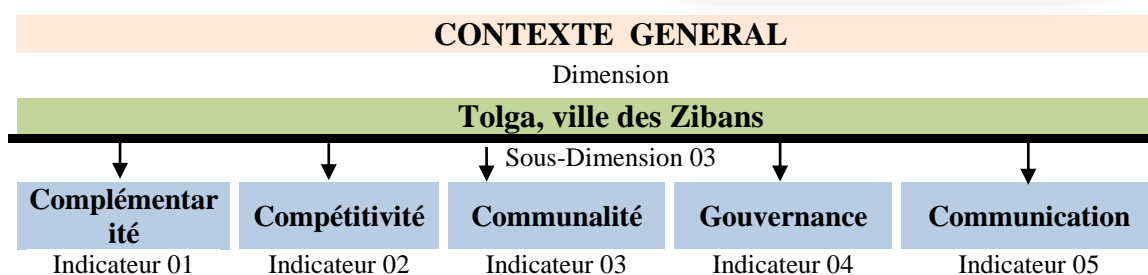 CONTEXTE GENERAL
Dimension
Tolga, ville des Zibans
Sous-Dimension 03
Complémentar
ité
Compétitivité
Communalité
Gouvernance
Communication
Indicateur 01
Indicateur 02
Indicateur 03
Indicateur 04
Indicateur 05